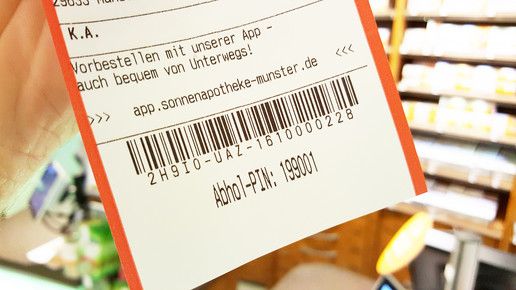 K.A.
Vorbestellen mit unserer App -
auch bequem von Unterwegs!
<<<
>>> app.sonnenapotheke-munster.de
2H9IO-UAZ-1610000228
Abhol-PIN: 199001